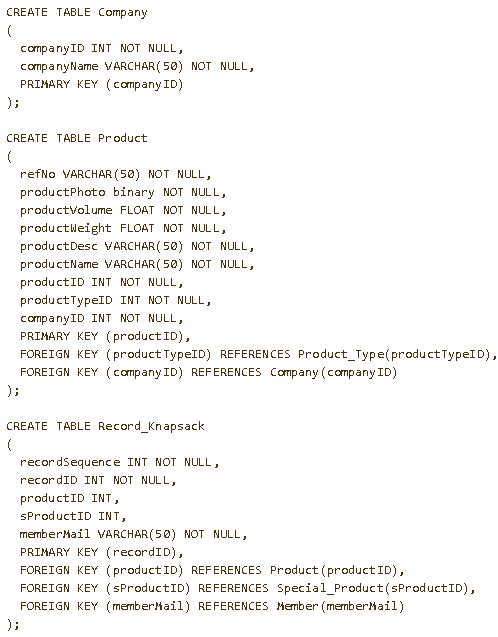 CREATE TABLE Company
(
companyID INT NOT NULL,
companyName VARCHAR(50) NOT NULL,
PRIMARY KEY (companyID)
);
CREATE TABLE Product
(
refNo VARCHAR(50) NOT NULL,
productPhoto binary NOT NULL,
productVolume FLOAT NOT NULL,
productWeight FLOAT NOT NULL,
productDesc VARCHAR(50) NOT NULL,
productName VARCHAR(50) NOT NULL,
productID INT NOT NULL,
productTypeID INT NOT NULL,
companyID INT NOT NULL,
PRIMARY KEY (productID),
FOREIGN KEY (productTypeID) REFERENCES Product_Type(productTypeID),
FOREIGN KEY (companyID) REFERENCES Company(companyID)
);
CREATE TABLE Record_Knapsack
(
recordSequence INT NOT NULL,
recordID INT NOT NULL,
productID INT,
sProductID INT,
memberMail VARCHAR(50) NOT NULL,
PRIMARY KEY (recordID),
FOREIGN KEY (productID) REFERENCES Product(productID),
FOREIGN KEY (sProductID) REFERENCES Special_Product(sProductID),
FOREIGN KEY (memberMail) REFERENCES Member(memberMail)
);